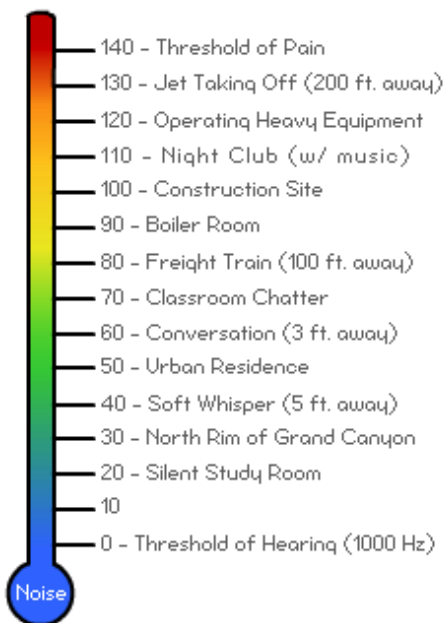 140 - Threshold of Pain
130 - Jet Taking Off (200 ft. away)
120 - Operating Heavy Equipment
110 - Night Club (w/ music)
100 - Construction Site
90 - Boiler Room
80 - Freight Train (100 ft. away)
70 - Classroom Chatter
60 - Conversation (3 ft. away)
50 - Urban Residence
40 - Soft Whisper (5 ft. away)
30 - North Rim of Grand Canyon
20 - Silent Study Room
10
0 - Threshold of Hearing (1000 Hz)
Noise